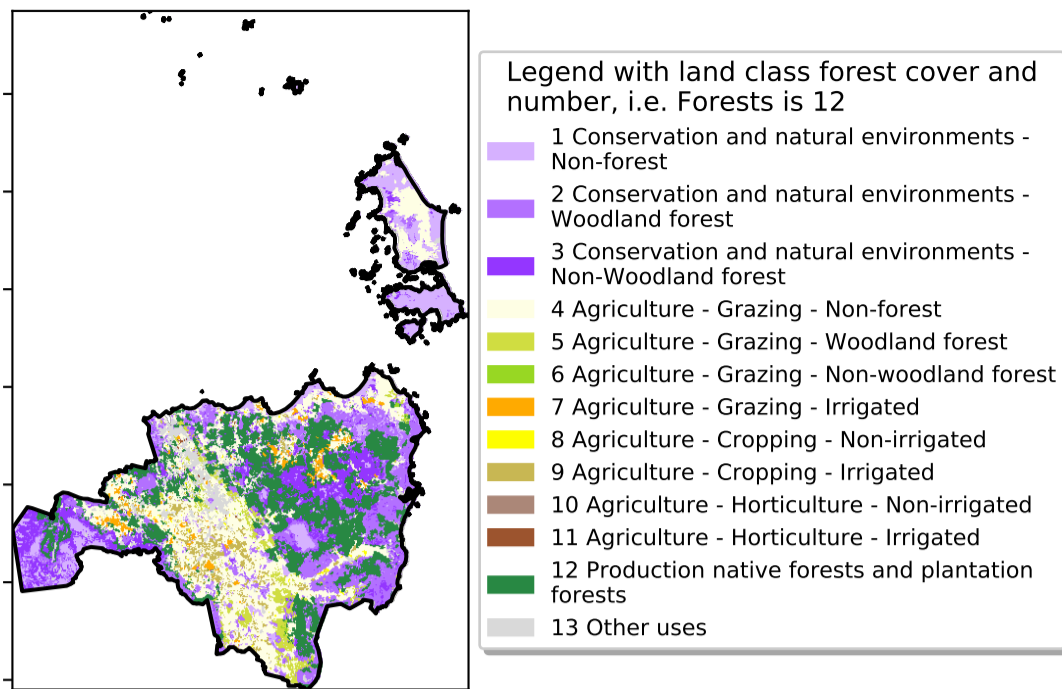 Legend with land class forest cover and
number, i.e. Forests is 12
1 Conservation and natural environments -
Non-forest
2 Conservation and natural environments -
Woodland forest
3 Conservation and natural environments -
Non-Woodland forest
4 Agriculture - Grazing - Non-forest
5 Agriculture - Grazing - Woodland forest
6 Agriculture - Grazing - Non-woodland forest
7 Agriculture - Grazing - Irrigated
8 Agriculture - Cropping - Non-irrigated
9 Agriculture - Cropping - Irrigated
10 Agriculture - Horticulture - Non-irrigated
11 Agriculture - Horticulture - Irrigated
12 Production native forests and plantation
forests
13 Other uses